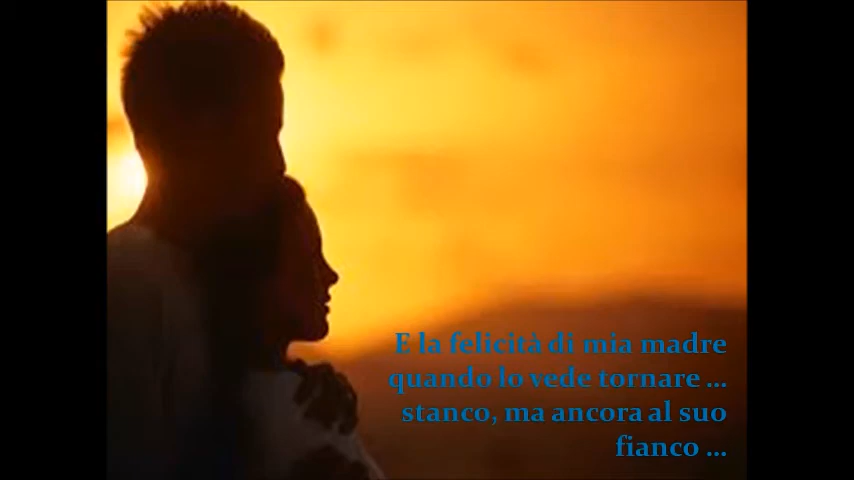 E la felicità di mia madre
quando lo vede tornare ...
stanco, ma ancora al suo
fianco ...